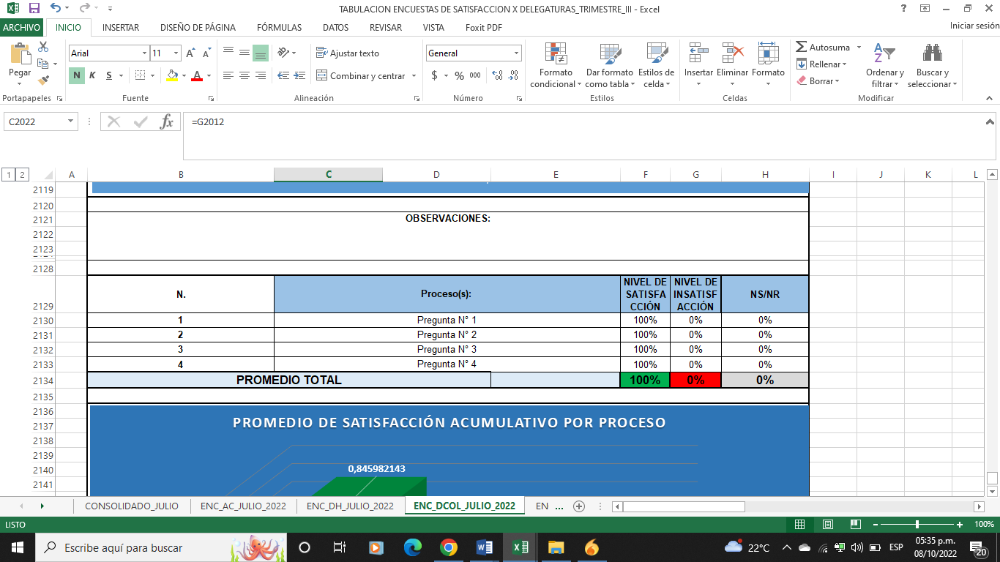 TABULACION ENCUESTAS DE SATISFACCION X DELEGATURAS_TRIMESTRE_III - Excel
ARCHIVO INICIO INSERTAR DISEÑO DE PÁGINA FÓRMULAS DATOS REVISAR VISTA Foxit PDF Iniciar sesión
Pegar
Portapapeles
Arial 11
N K S
Fuente
Ajustar texto
Combinar y centrar
Alineación
General
$ % 000
Número
Formato condicional
Dar formato como tabla
Estilos de celda
Estilos
Insertar Eliminar Formato
Celdas
Autosuma
Rellenar
Borrar
Ordenar y filtrar
Buscar y seleccionar
Modificar
C2022 fx =G2012
1 2
A B C D E F G H I J K L
2119
2120
2121 OBSERVACIONES:
2122
2123
2128
2129 N. Proceso(s): NIVEL DE SATISFACCIÓN NIVEL DE INSATISFACCIÓN NS/NR
2130 1 Pregunta N° 1 100% 0% 0%
2131 2 Pregunta N° 2 100% 0% 0%
2132 3 Pregunta N° 3 100% 0% 0%
2133 4 Pregunta N° 4 100% 0% 0%
2134 PROMEDIO TOTAL 100% 0% 0%
2135
2136
2137 PROMEDIO DE SATISFACCIÓN ACUMULATIVO POR PROCESO
2138
2139
2140 0,845982143
2141
CONSOLIDADO_JULIO ENC_AC_JULIO_2022 ENC_DH_JULIO_2022 ENC_DCOL_JULIO_2022 EN ...
LISTO 100%
Escribe aquí para buscar
22°C ESP
05:35 p.m.
08/10/2022
20